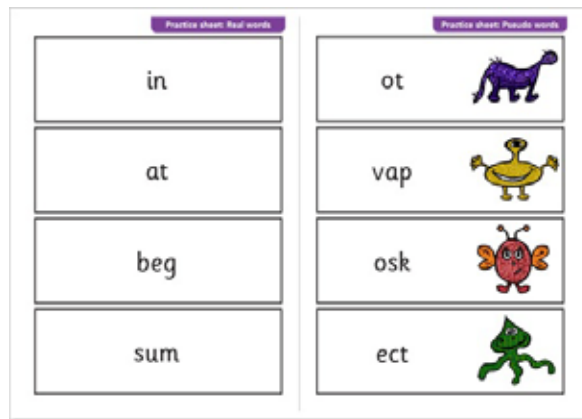 Practice sheet: Real words
in
at
beg
sum
Practice sheet: Pseudo words
ot
vap
osk
ect